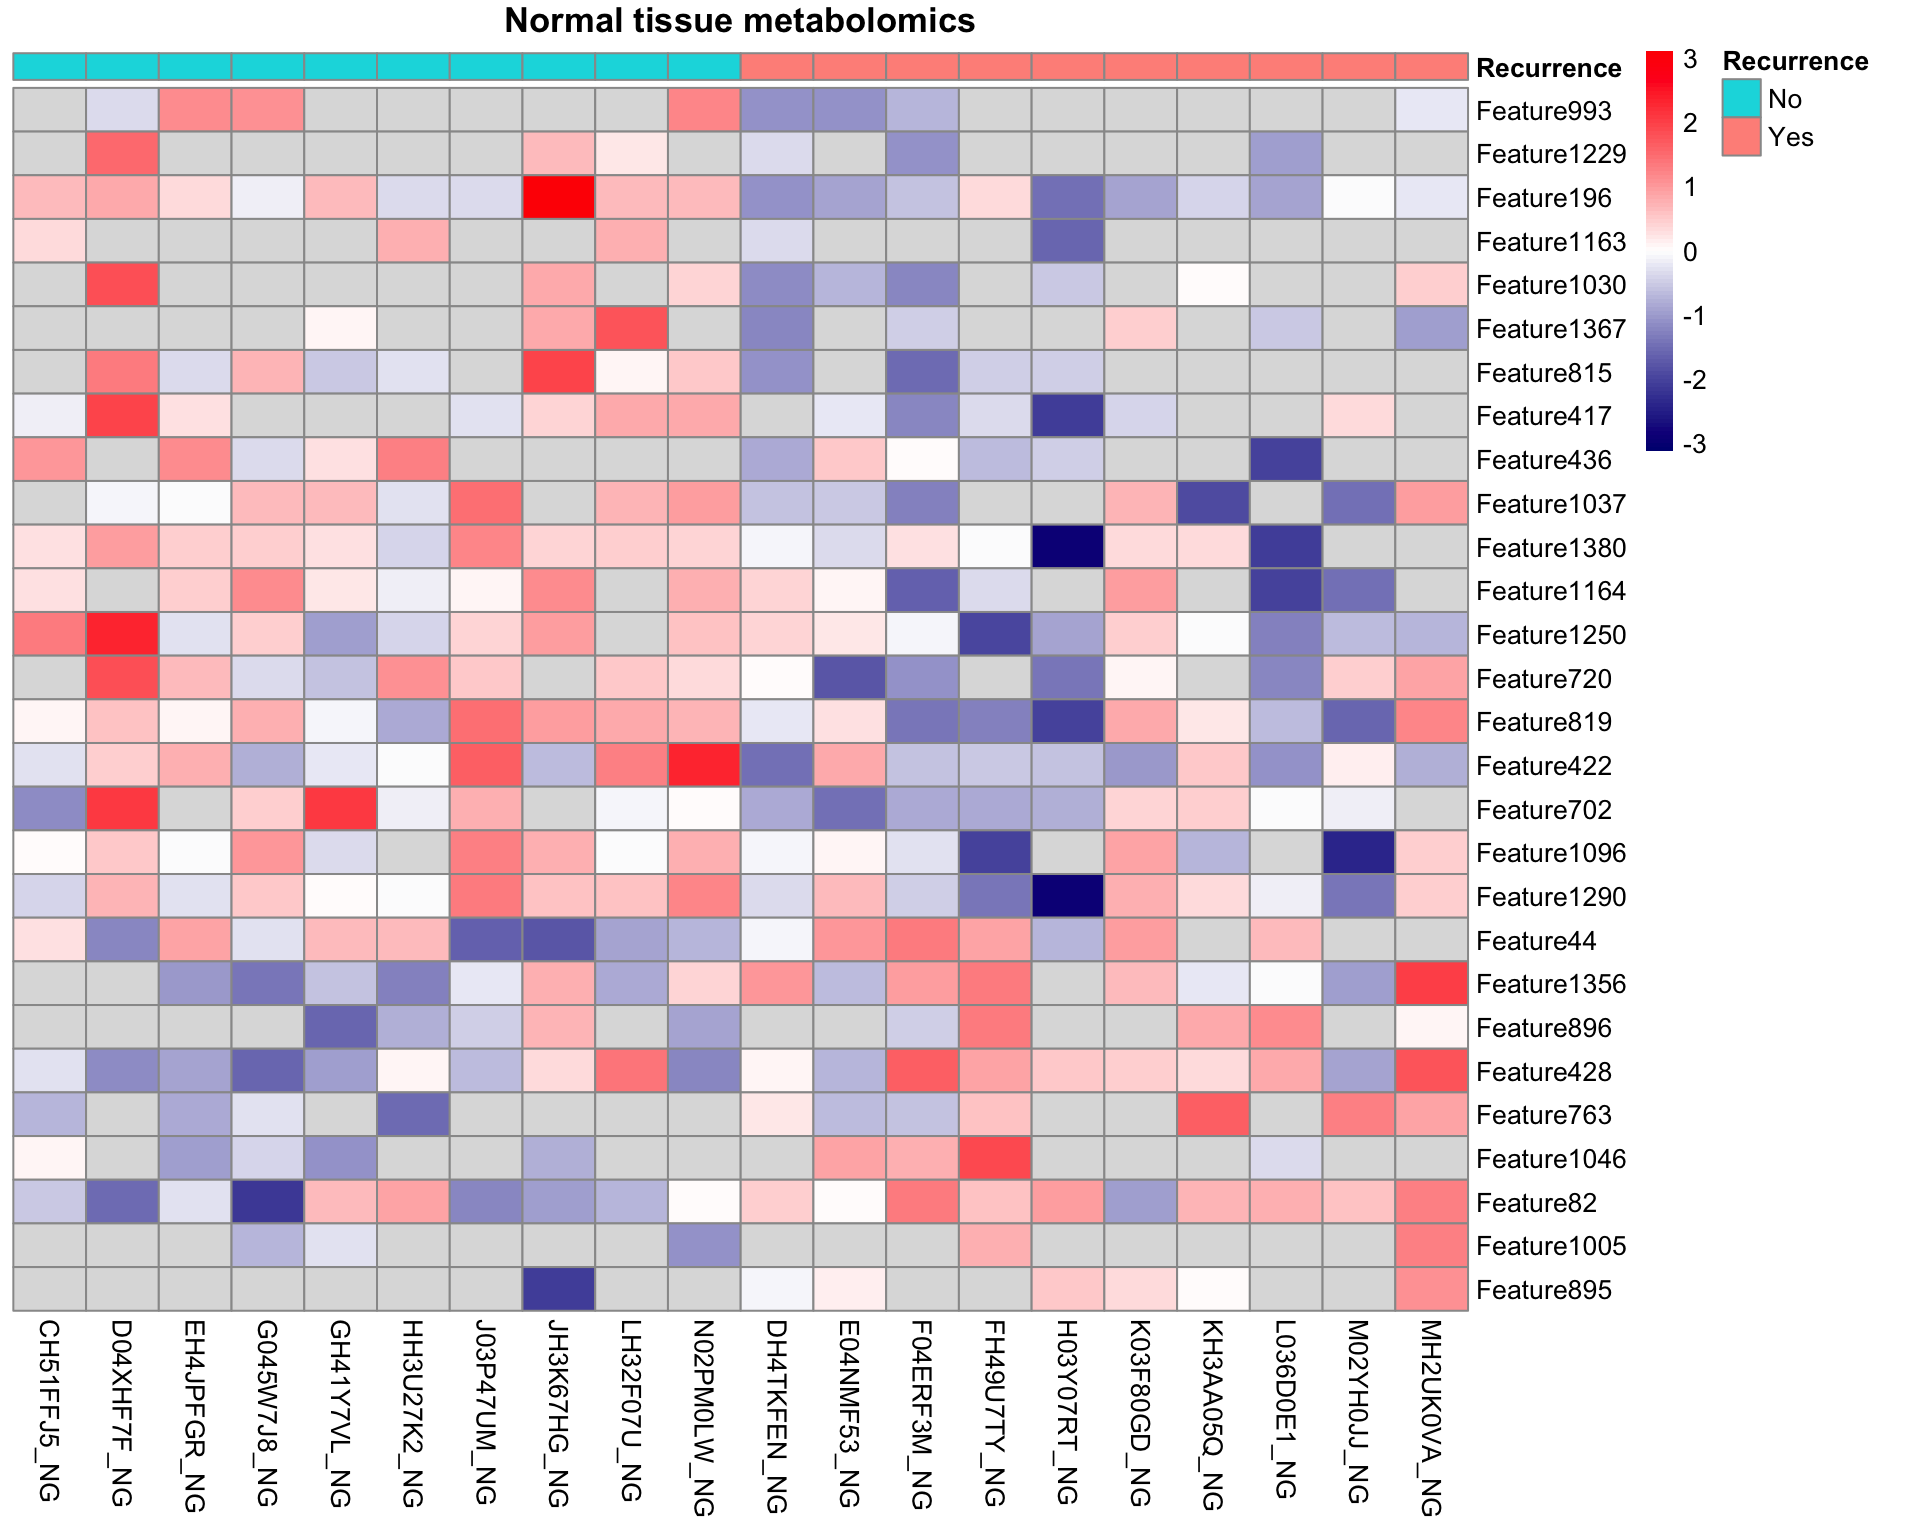 Normal tissue metabolomics
Recurrence
3
2
1
0
-1
-2
-3
Recurrence
No
Yes
Feature993
Feature1229
Feature196
Feature1163
Feature1030
Feature1367
Feature815
Feature417
Feature436
Feature1037
Feature1380
Feature1164
Feature1250
Feature720
Feature819
Feature422
Feature702
Feature1096
Feature1290
Feature44
Feature1356
Feature896
Feature428
Feature763
Feature1046
Feature82
Feature1005
Feature895
CH51FFJ5_NG
D04XHF7F_NG
EH4JPFGR_NG
G045W7J8_NG
GH41Y7VL_NG
HH3U27K2_NG
J03P47UM_NG
JH3K67HG_NG
LH32F07U_NG
N02PM0LW_NG
DH4TKFEN_NG
E04NMF53_NG
F04ERF3M_NG
FH49U7TY_NG
H03Y07RT_NG
K03F80GD_NG
KH3AA05Q_NG
L036D0E1_NG
M02YH0JJ_NG
MH2UK0VA_NG